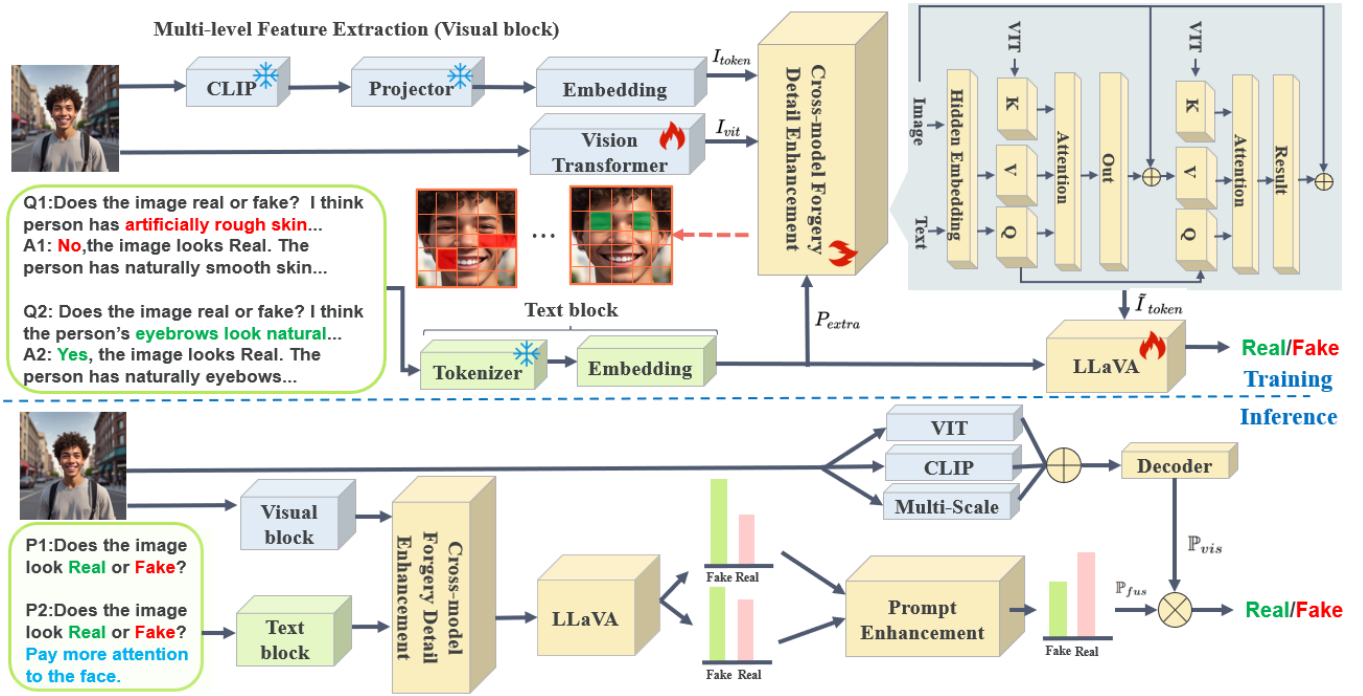 Multi-level Feature Extraction (Visual block)
CLIP
Projector
Embedding
I_token
Vision
Transformer
I_vit
Cross-model Forgery
Detail Enhancement
VIT
VIT
Image
Text
Hidden Embedding
K
V
Q
Attention
Out
K
V
Q
Attention
Result
Q1:Does the image real or fake? I think
person has artificially rough skin...
A1: No,the image looks Real. The
person has naturally smooth skin...
Q2: Does the image real or fake? I think
the person's eyebrows look natural...
A2: Yes, the image looks Real. The
person has naturally eyebows...
...
Text block
Tokenizer
Embedding
P_extra
Ĩ_token
LLaVA
Real/Fake
Training
Inference
VIT
CLIP
Multi-Scale
Decoder
Visual
block
P1:Does the image
look Real or Fake?
P2:Does the image
look Real or Fake?
Pay more attention
to the face.
Text
block
Cross-model
Forgery Detail
Enhancement
LLaVA
Fake Real
Fake Real
Prompt
Enhancement
Fake Real
ℙ_vis
ℙ_fus
Real/Fake